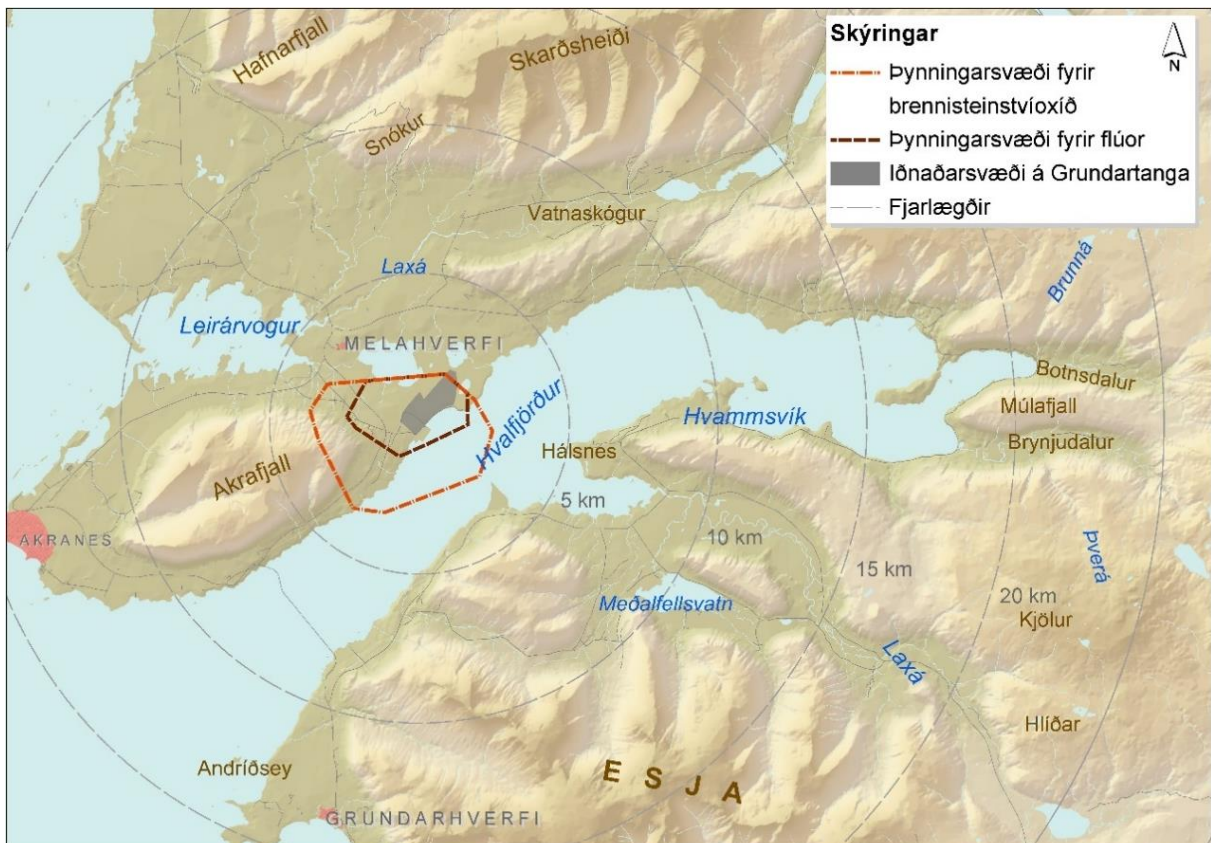 Skýringar
N
Þynningarsvæði fyrir
brennisteinstvíoxíð
Þynningarsvæði fyrir flúor
Iðnaðarsvæði á Grundartanga
Fjarlægðir
Hafnarfjall
Skarðsheiði
Snókur
Vatnaskógur
Brunná
Laxá
Leirárvogur
MELAHVERFI
Botnsdalur
Múlafjall
Hvalfjörður
Hvammsvík
Brynjudalur
Hálsnes
Akrafjall
5 km
AKRANES
10 km
Þverá
15 km
20 km
Meðalfellsvatn
Kjölur
Laxá
Hlíðar
Andríðsey
ESJA
GRUNDARHVERFI